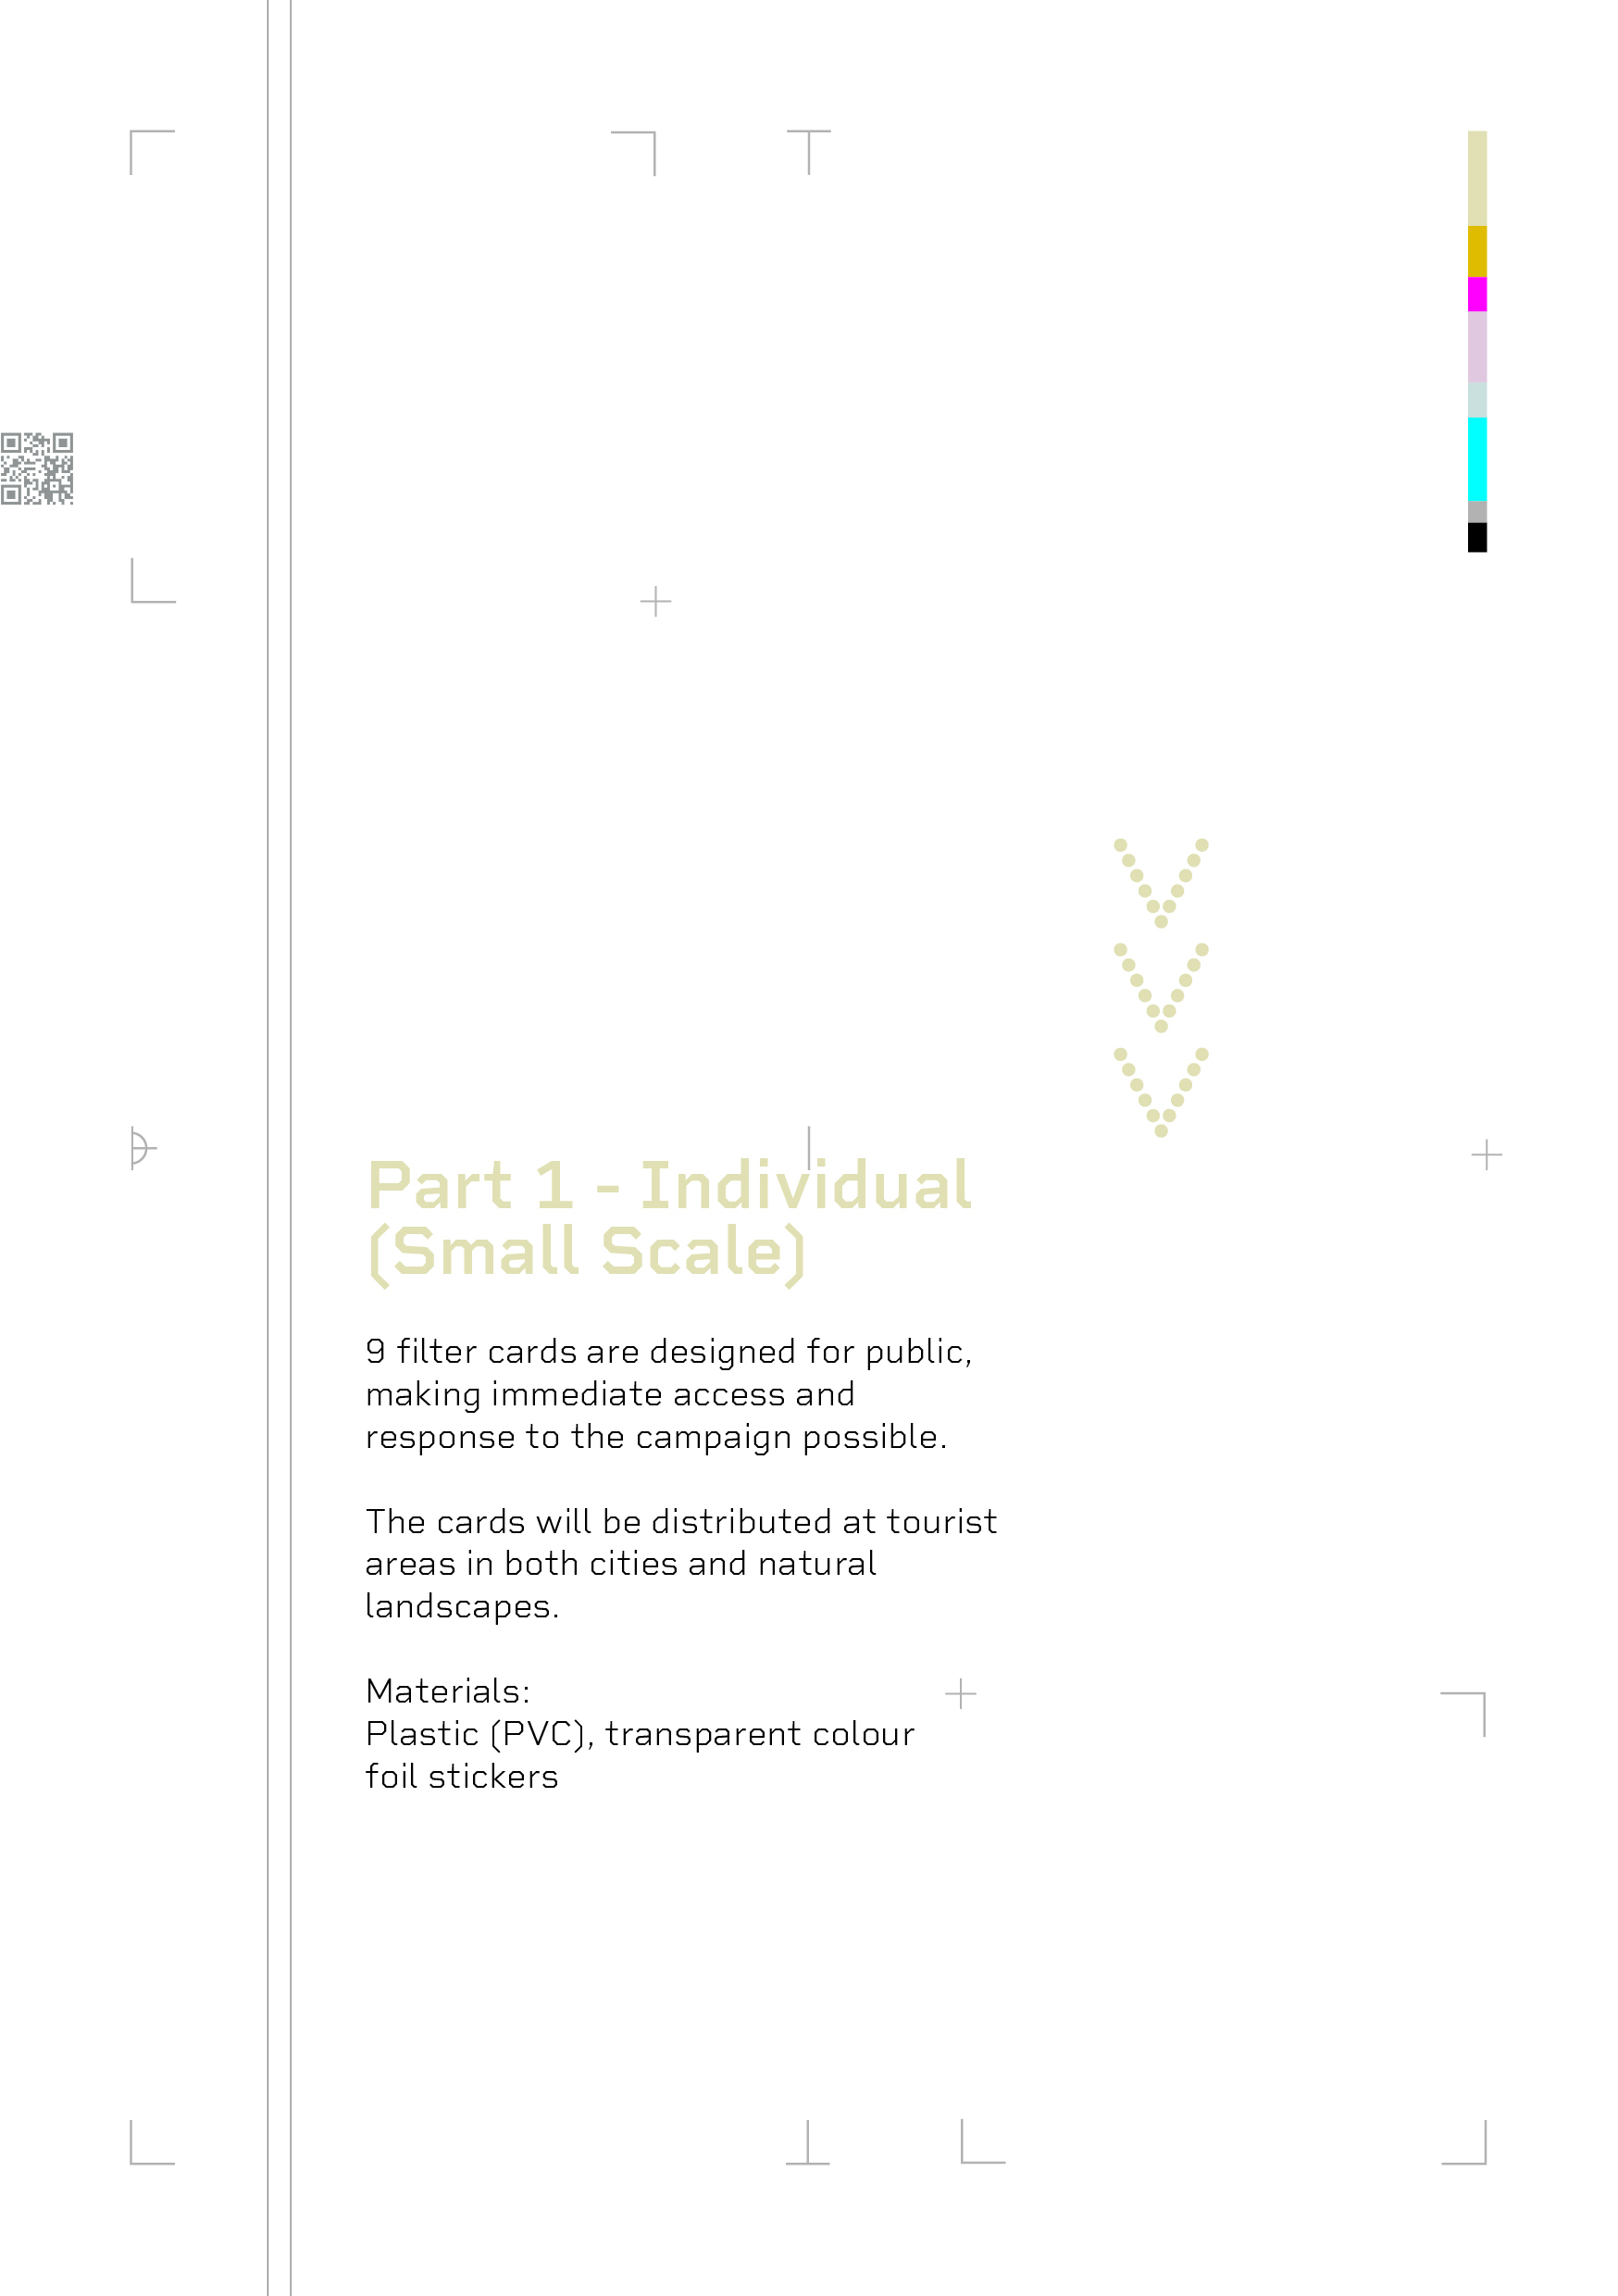 Part 1 - Individual
(Small Scale)
9 filter cards are designed for public,
making immediate access and
response to the campaign possible.
The cards will be distributed at tourist
areas in both cities and natural
landscapes.
Materials:
Plastic (PVC), transparent colour
foil stickers